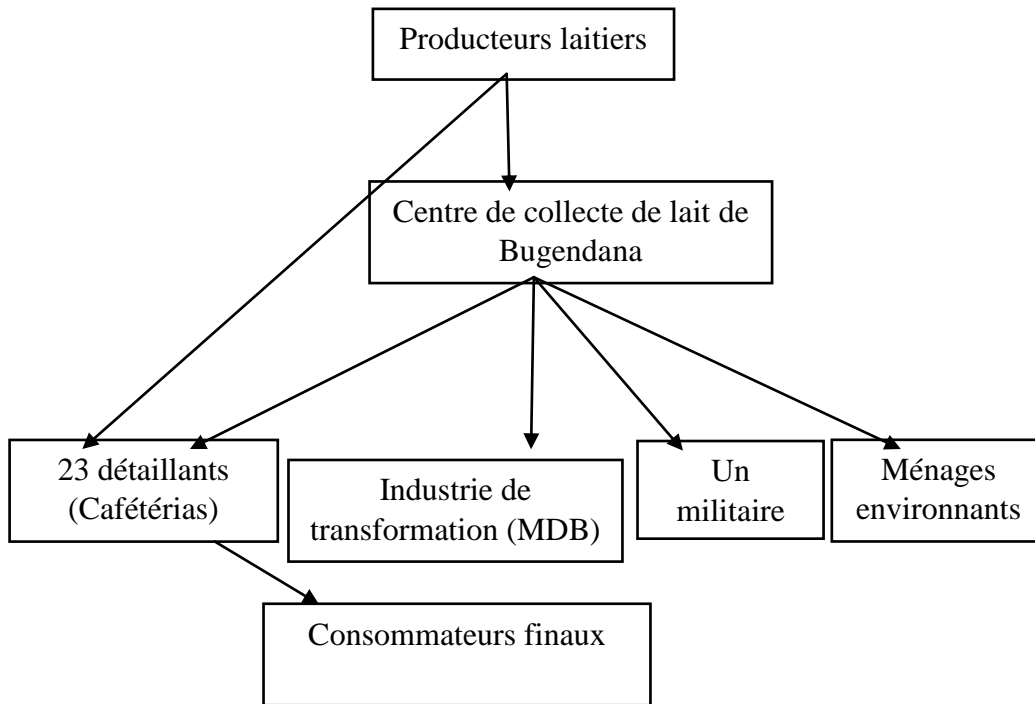 Producteurs laitiers
Centre de collecte de lait de
Bugendana
23 détaillants
(Cafétérias)
Industrie de
transformation (MDB)
Un
militaire
Ménages
environnants
Consommateurs finaux